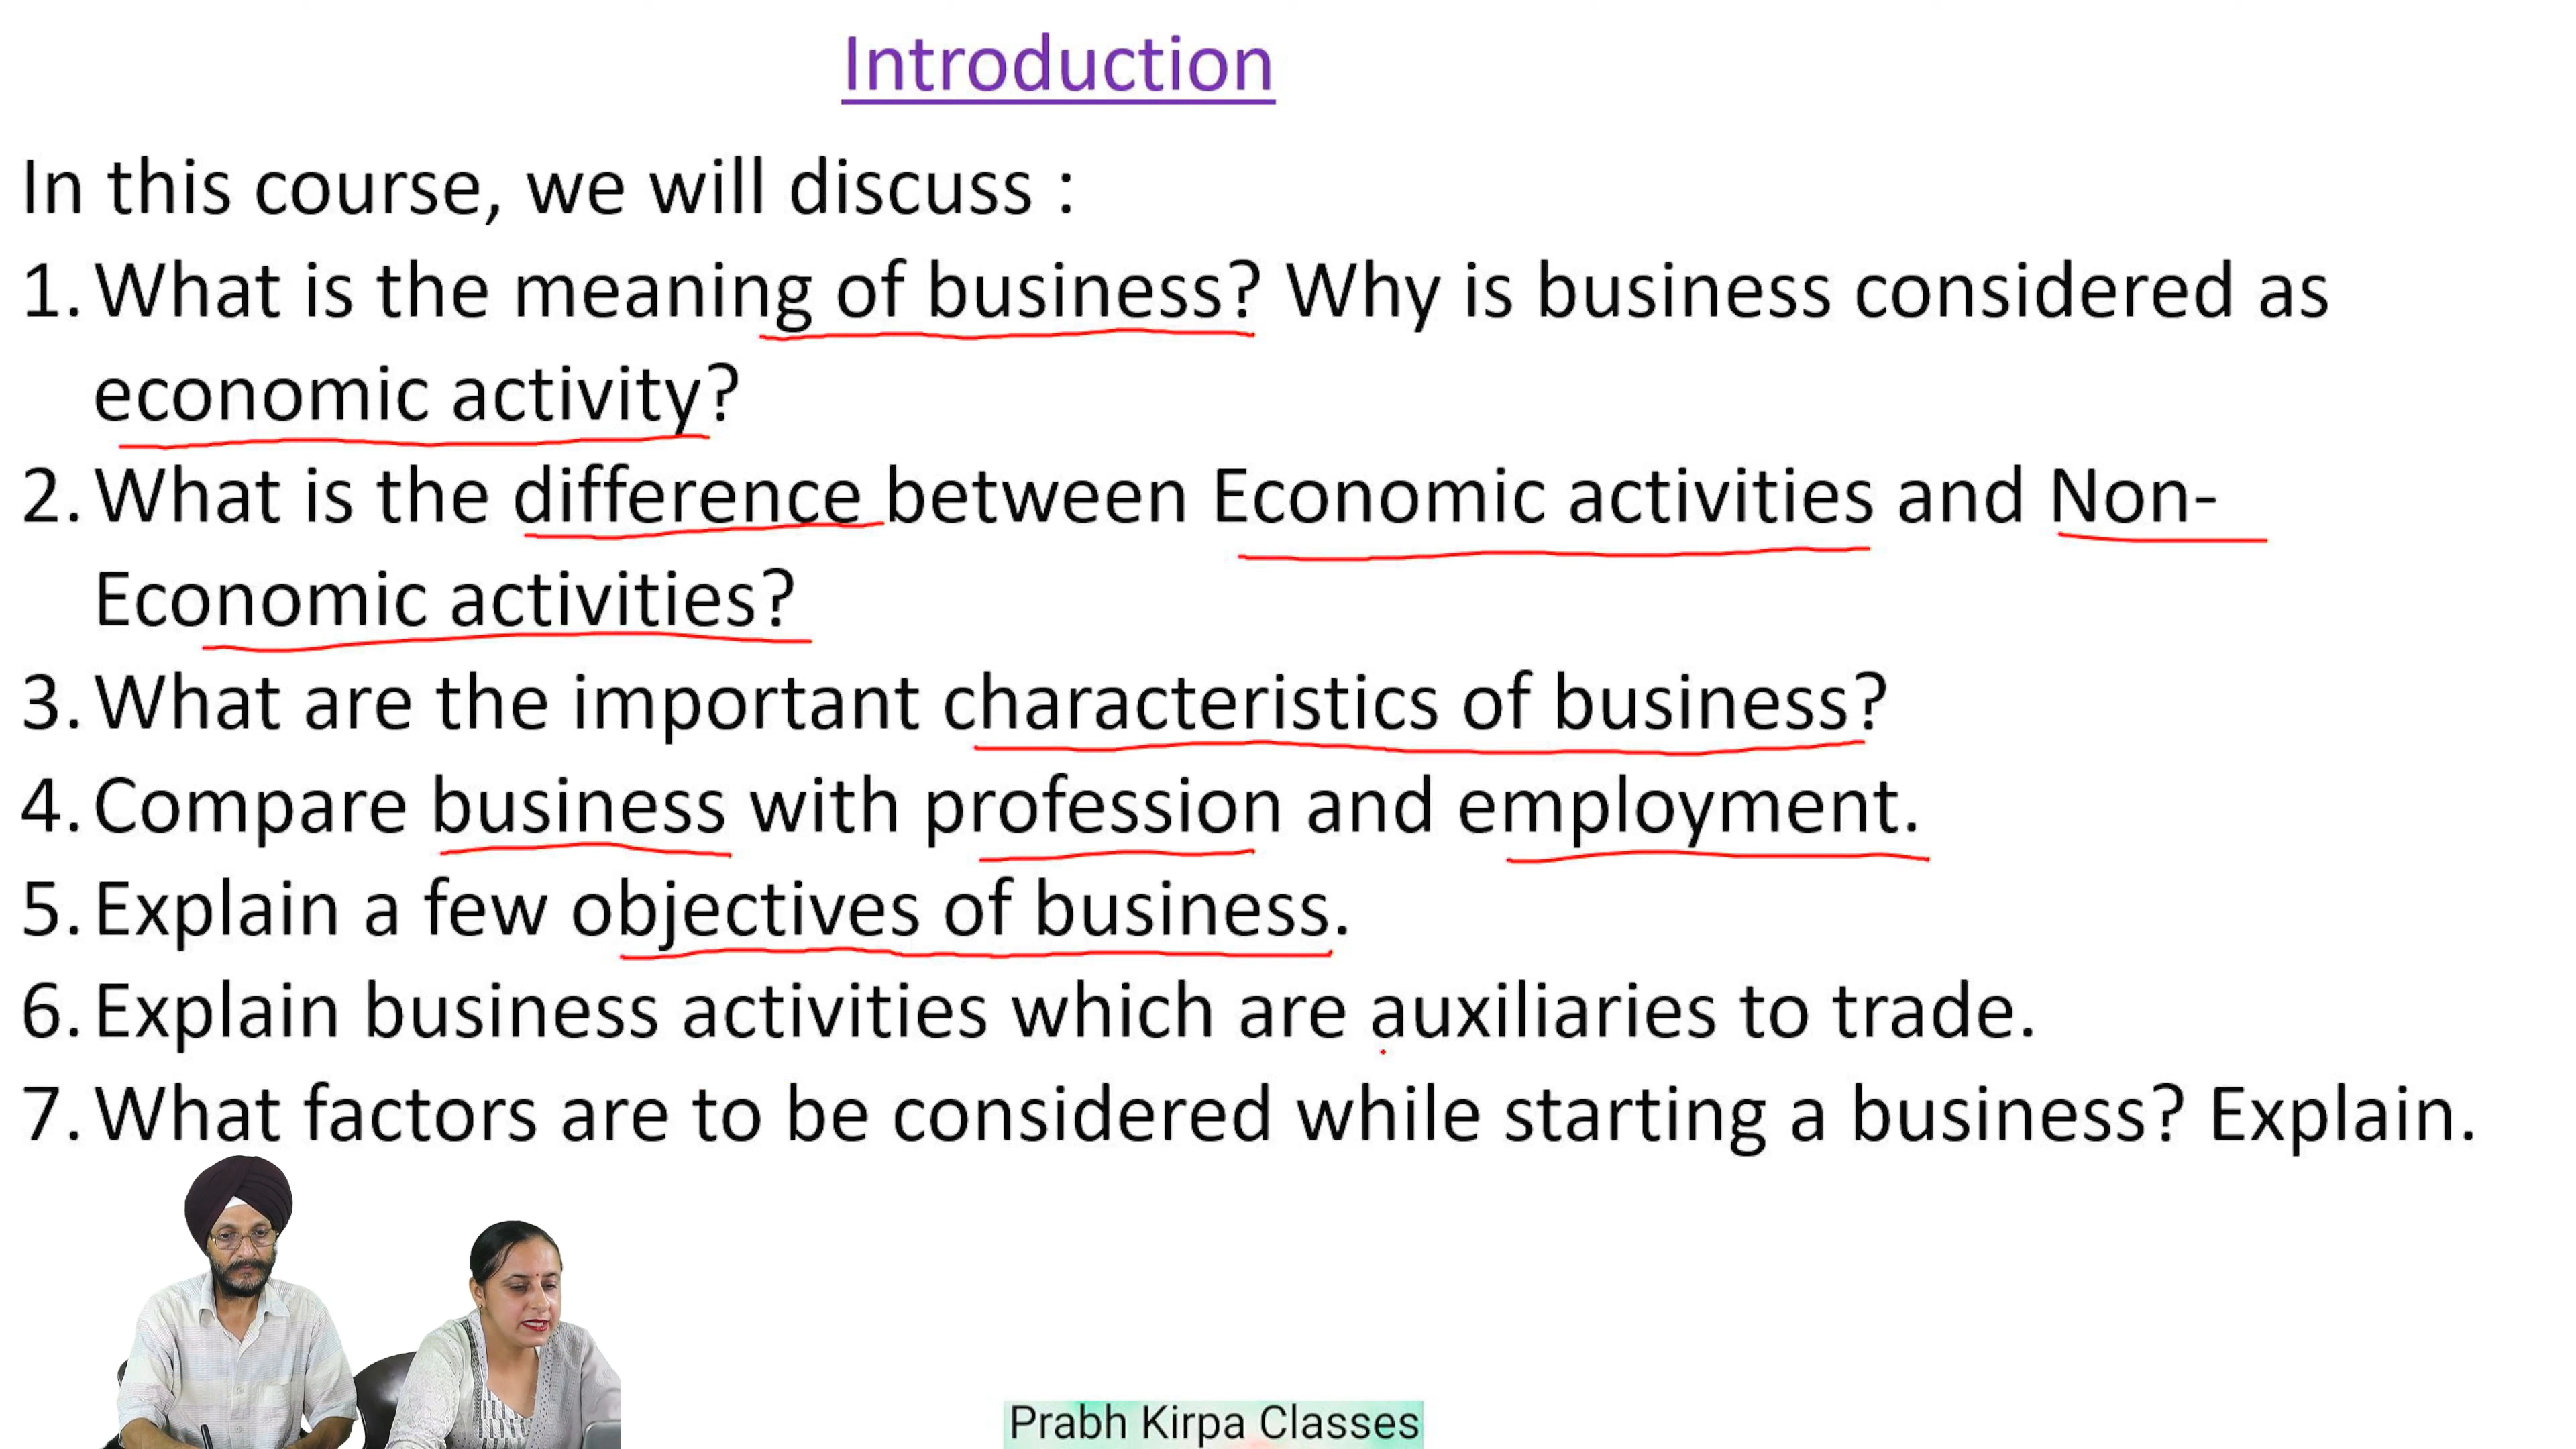 Introduction
In this course, we will discuss :
1. What is the meaning of business? Why is business considered as
economic activity?
2. What is the difference between Economic activities and Non-
Economic activities?
3. What are the important characteristics of business?
4. Compare business with profession and employment.
5. Explain a few objectives of business.
6. Explain business activities which are auxiliaries to trade.
7. What factors are to be considered while starting a business? Explain.
Prabh Kirpa Classes